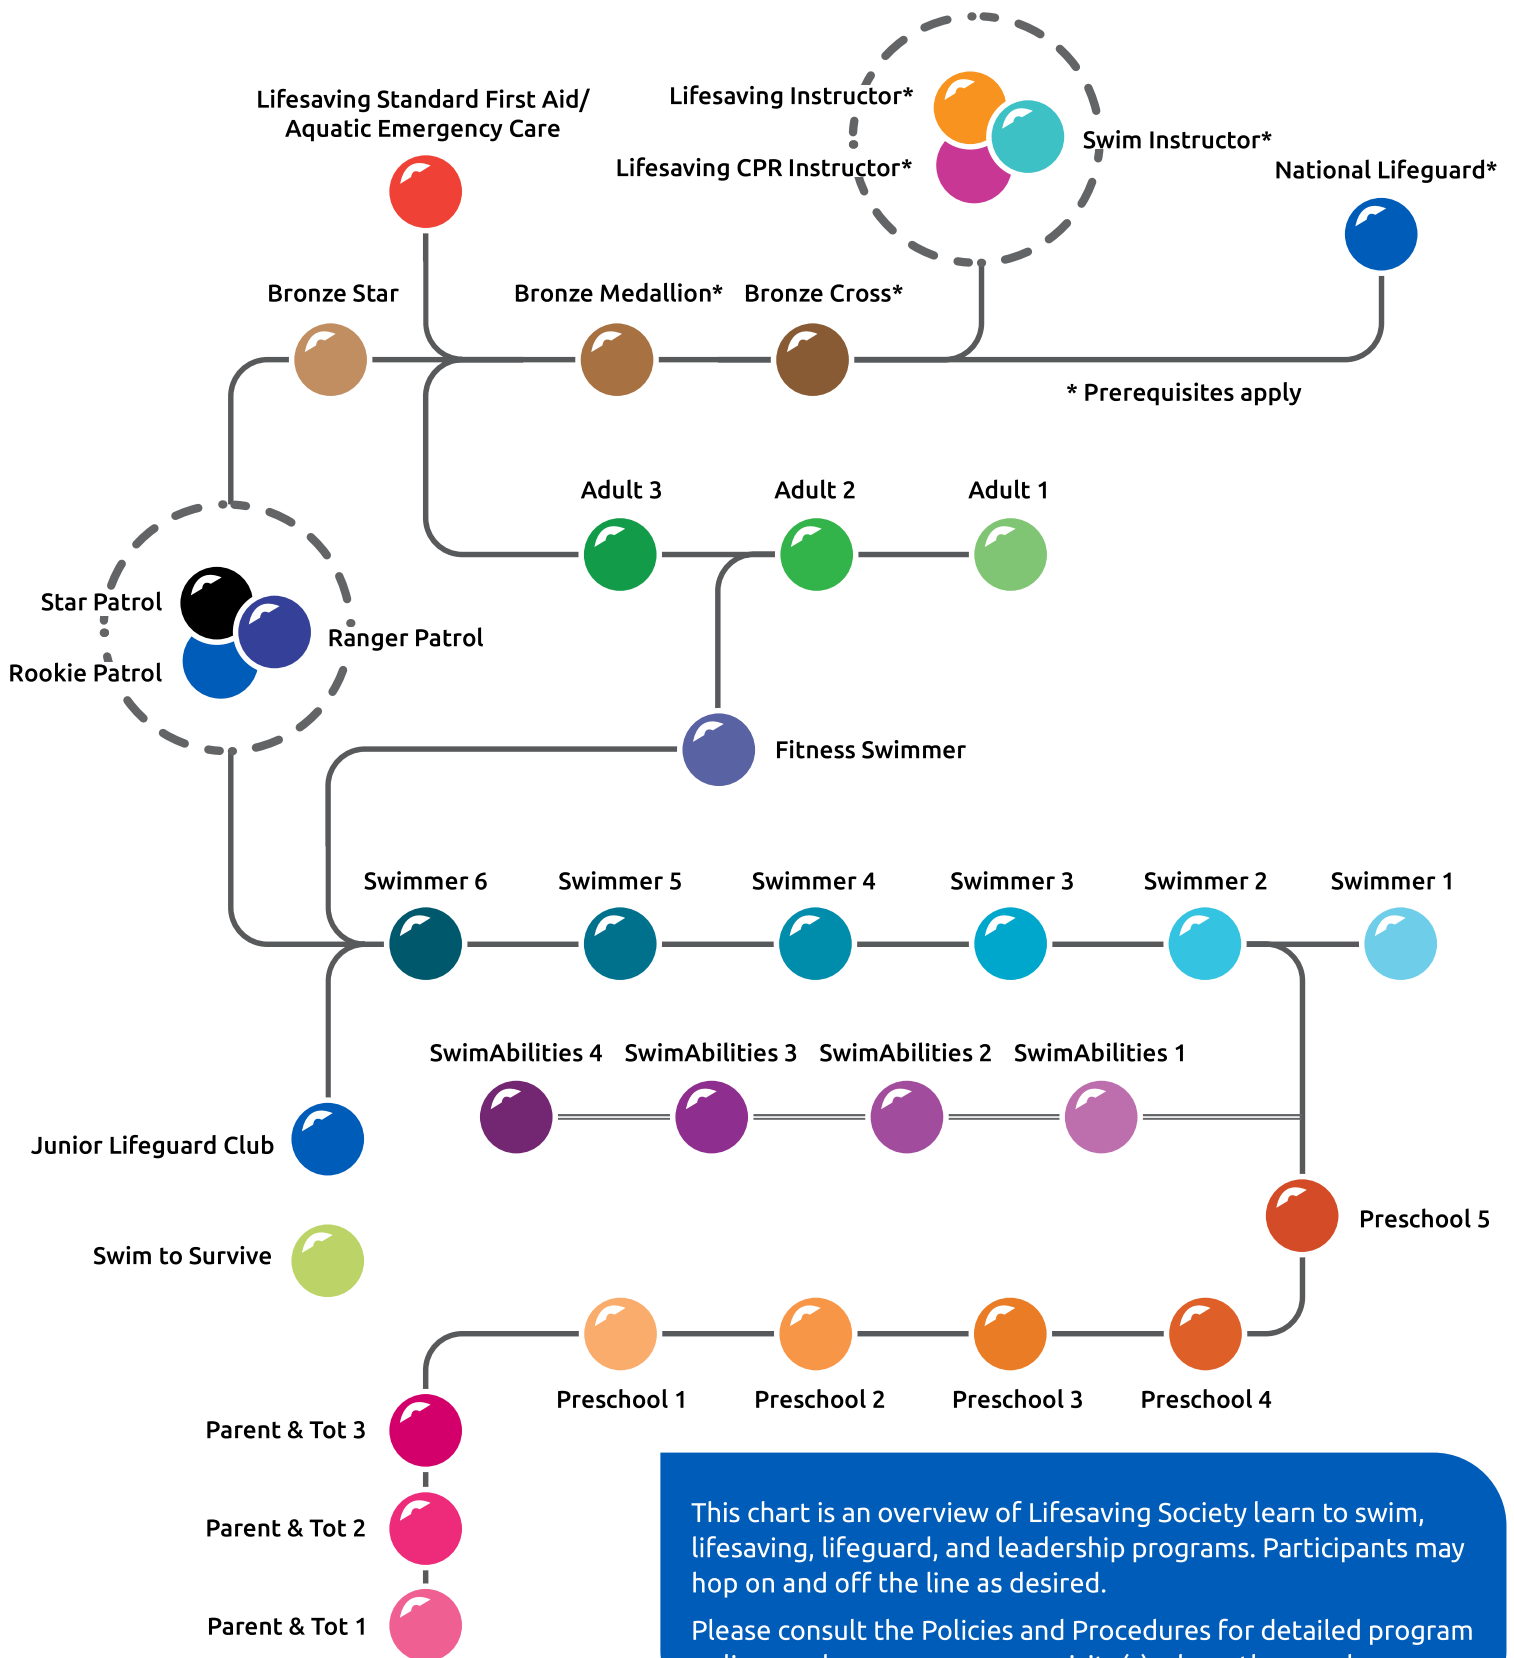 Lifesaving Standard First Aid/
Aquatic Emergency Care
Lifesaving Instructor*
Swim Instructor*
Lifesaving CPR Instructor*
National Lifeguard*
Bronze Star
Bronze Medallion*
Bronze Cross*
* Prerequisites apply
Adult 3
Adult 2
Adult 1
Star Patrol
Ranger Patrol
Rookie Patrol
Fitness Swimmer
Swimmer 6
Swimmer 5
Swimmer 4
Swimmer 3
Swimmer 2
Swimmer 1
SwimAbilities 4
SwimAbilities 3
SwimAbilities 2
SwimAbilities 1
Junior Lifeguard Club
Preschool 5
Swim to Survive
Preschool 1
Preschool 2
Preschool 3
Preschool 4
Parent & Tot 3
Parent & Tot 2
Parent & Tot 1
This chart is an overview of Lifesaving Society learn to swim,
lifesaving, lifeguard, and leadership programs. Participants may
hop on and off the line as desired.
Please consult the Policies and Procedures for detailed program